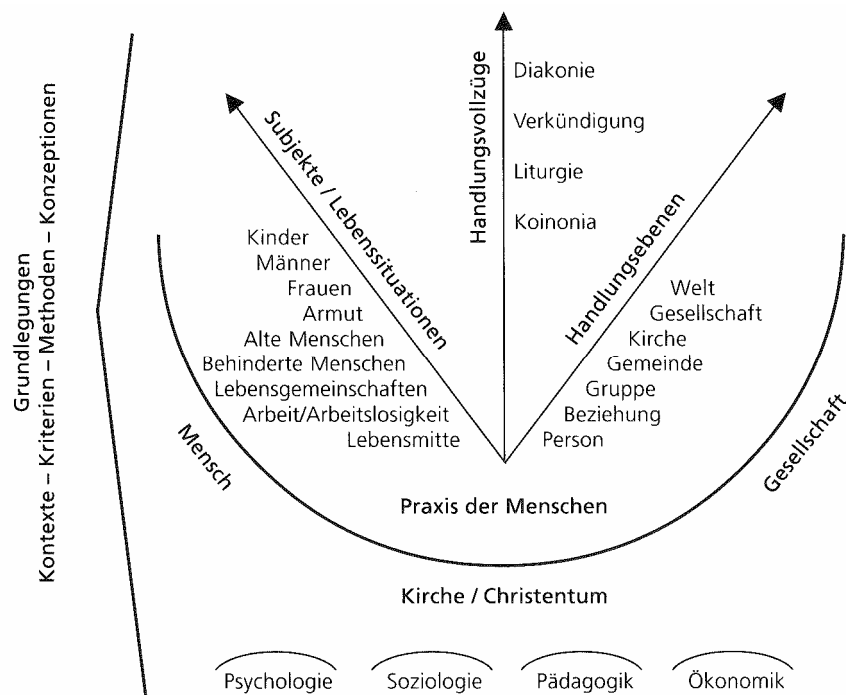 Grundlegungen
Kontexte – Kriterien – Methoden – Konzeptionen
Subjekte / Lebenssituationen
Kinder
Männer
Frauen
Armut
Alte Menschen
Behinderte Menschen
Lebensgemeinschaften
Arbeit/Arbeitslosigkeit
Lebensmitte
Handlungsvollzüge
Diakonie
Verkündigung
Liturgie
Koinonia
Handlungsebenen
Welt
Gesellschaft
Kirche
Gemeinde
Gruppe
Beziehung
Person
Mensch
Praxis der Menschen
Gesellschaft
Kirche / Christentum
Psychologie
Soziologie
Pädagogik
Ökonomik